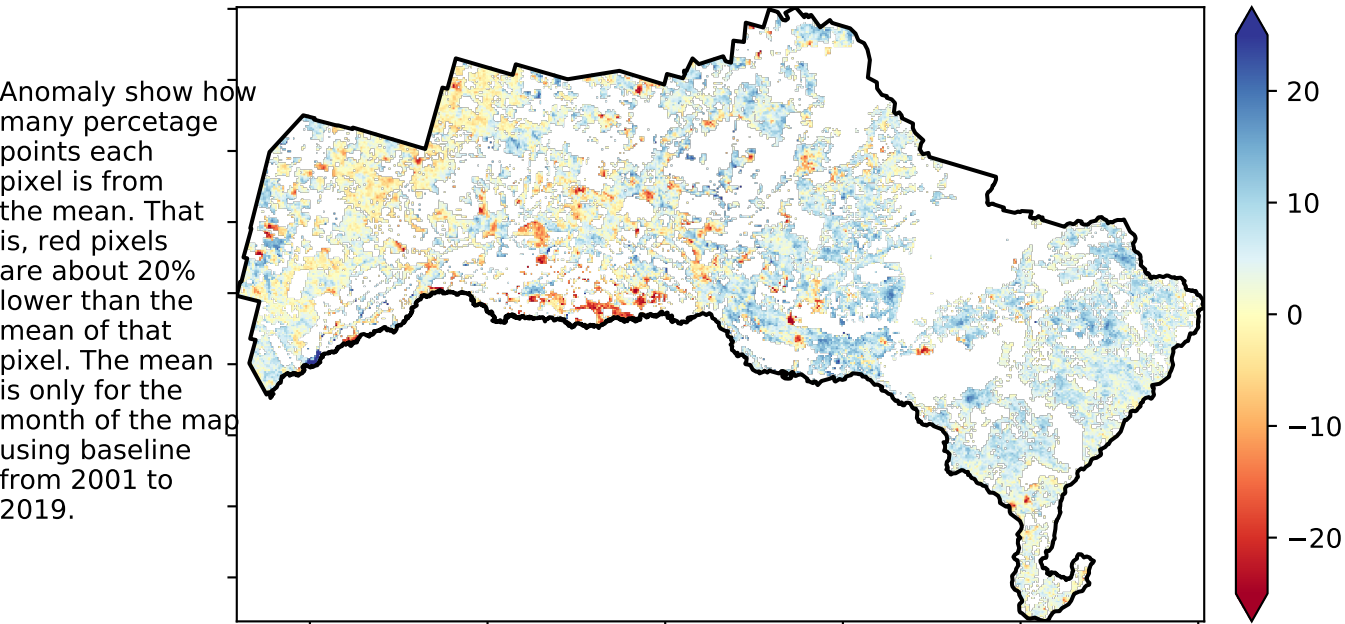 Anomaly show how
many percetage
points each
pixel is from
the mean. That
is, red pixels
are about 20%
lower than the
mean of that
pixel. The mean
is only for the
month of the map
using baseline
from 2001 to
2019.
20
10
0
−10
−20